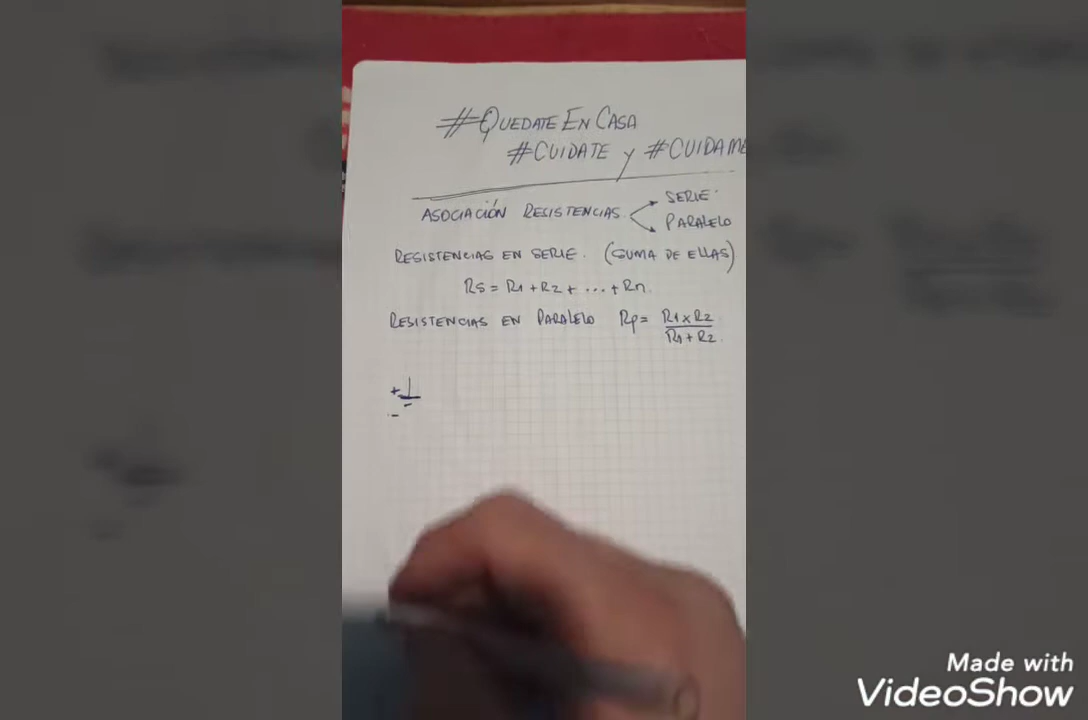 #QUEDATE EN CASA
#CUIDATE y #CUIDAME
ASOCIACIÓN RESISTENCIAS SERIE
PARALELO
RESISTENCIAS EN SERIE. (SUMA DE ELLAS)
Rs = R1 + R2 + ... + Rn.
RESISTENCIAS EN PARALELO Rp = R1 x R2
R1 + R2.
+
-
Made with
VideoShow